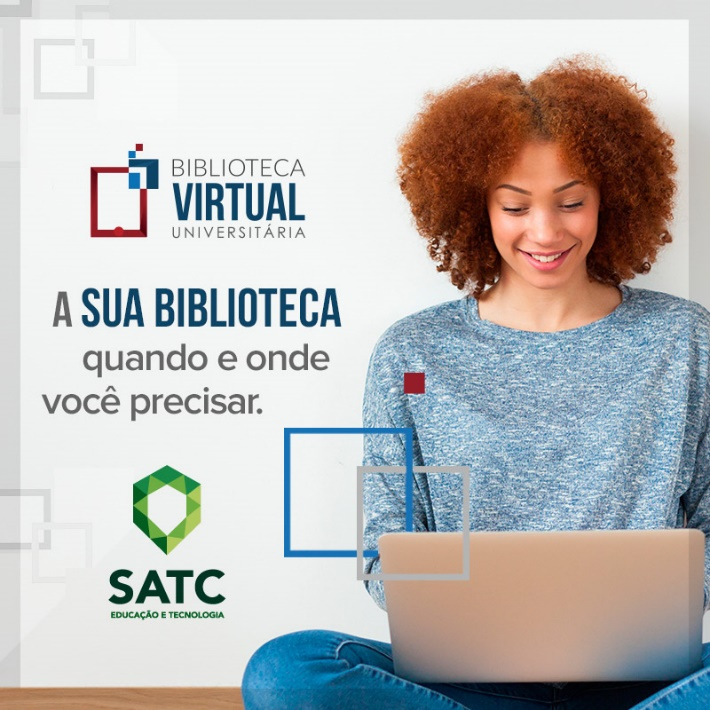 BIBLIOTECA
VIRTUAL
UNIVERSITÁRIA
A SUA BIBLIOTECA
quando e onde
você precisar.
SATC
EDUCAÇÃO E TECNOLOGIA